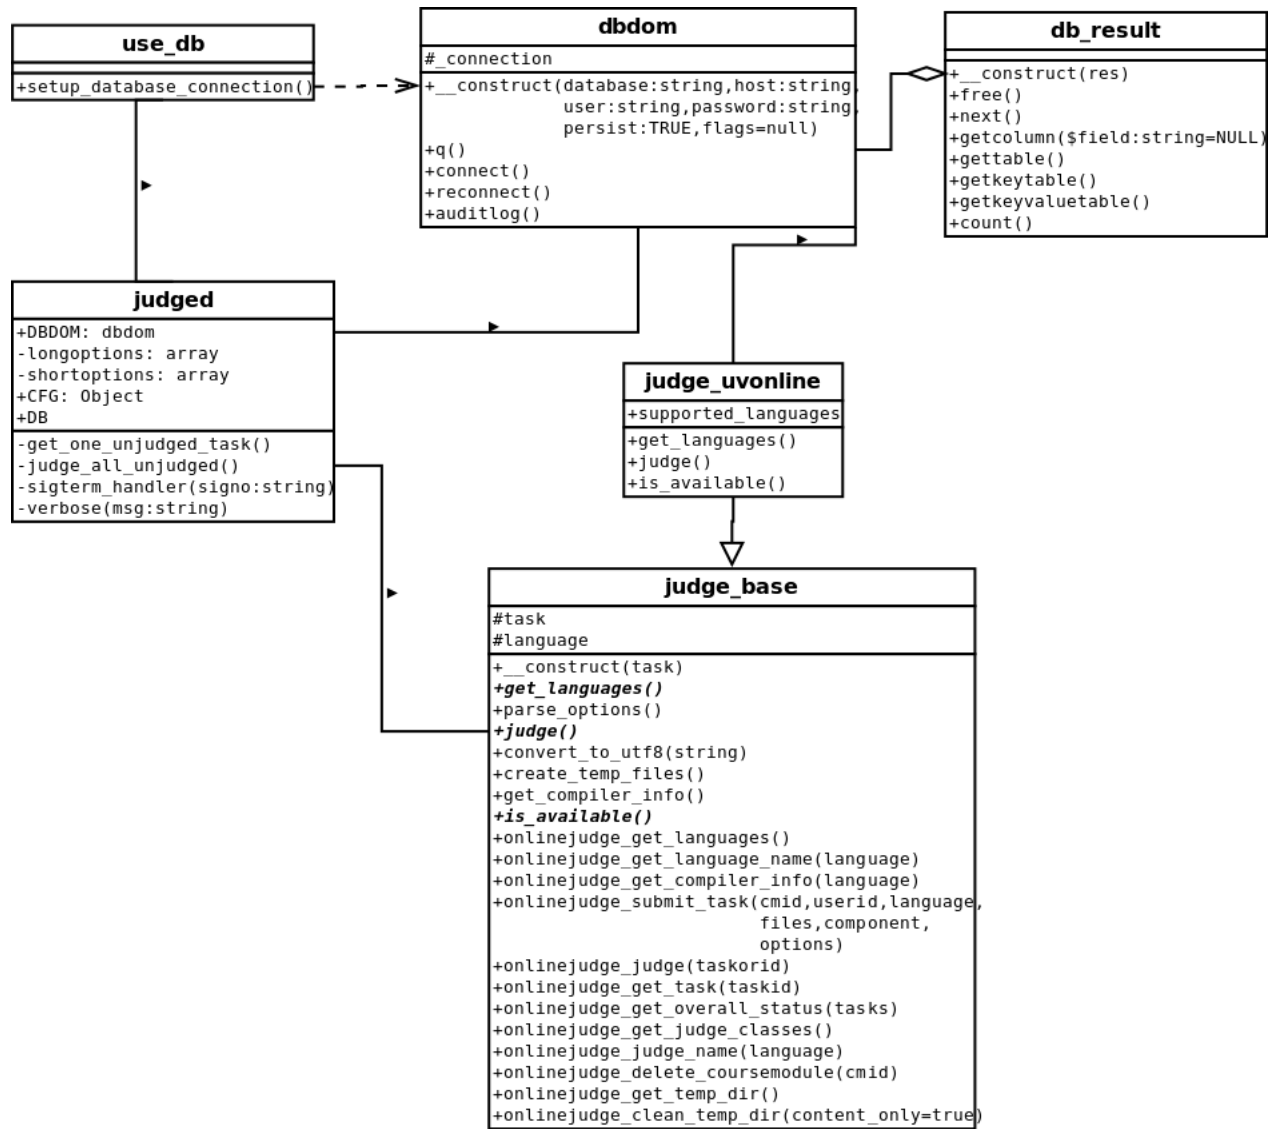 use_db
+setup_database_connection()
dbdom
#_connection
+__construct(database:string,host:string,
user:string,password:string,
persist:TRUE,flags=null)
+q()
+connect()
+reconnect()
+auditlog()
db_result
+__construct(res)
+free()
+next()
+getcolumn($field:string=NULL)
+gettable()
+getkeytable()
+getkeyvaluetable()
+count()
judged
+DBDOM: dbdom
-longoptions: array
-shortoptions: array
+CFG: Object
+DB
-get_one_unjudged_task()
-judge_all_unjudged()
-sigterm_handler(signo:string)
-verbose(msg:string)
judge_uvonline
+supported_languages
+get_languages()
+judge()
+is_available()
judge_base
#task
#language
+__construct(task)
+get_languages()
+parse_options()
+judge()
+convert_to_utf8(string)
+create_temp_files()
+get_compiler_info()
+is_available()
+onlinejudge_get_languages()
+onlinejudge_get_language_name(language)
+onlinejudge_get_compiler_info(language)
+onlinejudge_submit_task(cmid,userid,language,
files,component,
options)
+onlinejudge_judge(taskorid)
+onlinejudge_get_task(taskid)
+onlinejudge_get_overall_status(tasks)
+onlinejudge_get_judge_classes()
+onlinejudge_judge_name(language)
+onlinejudge_delete_coursemodule(cmid)
+onlinejudge_get_temp_dir()
+onlinejudge_clean_temp_dir(content_only=true)